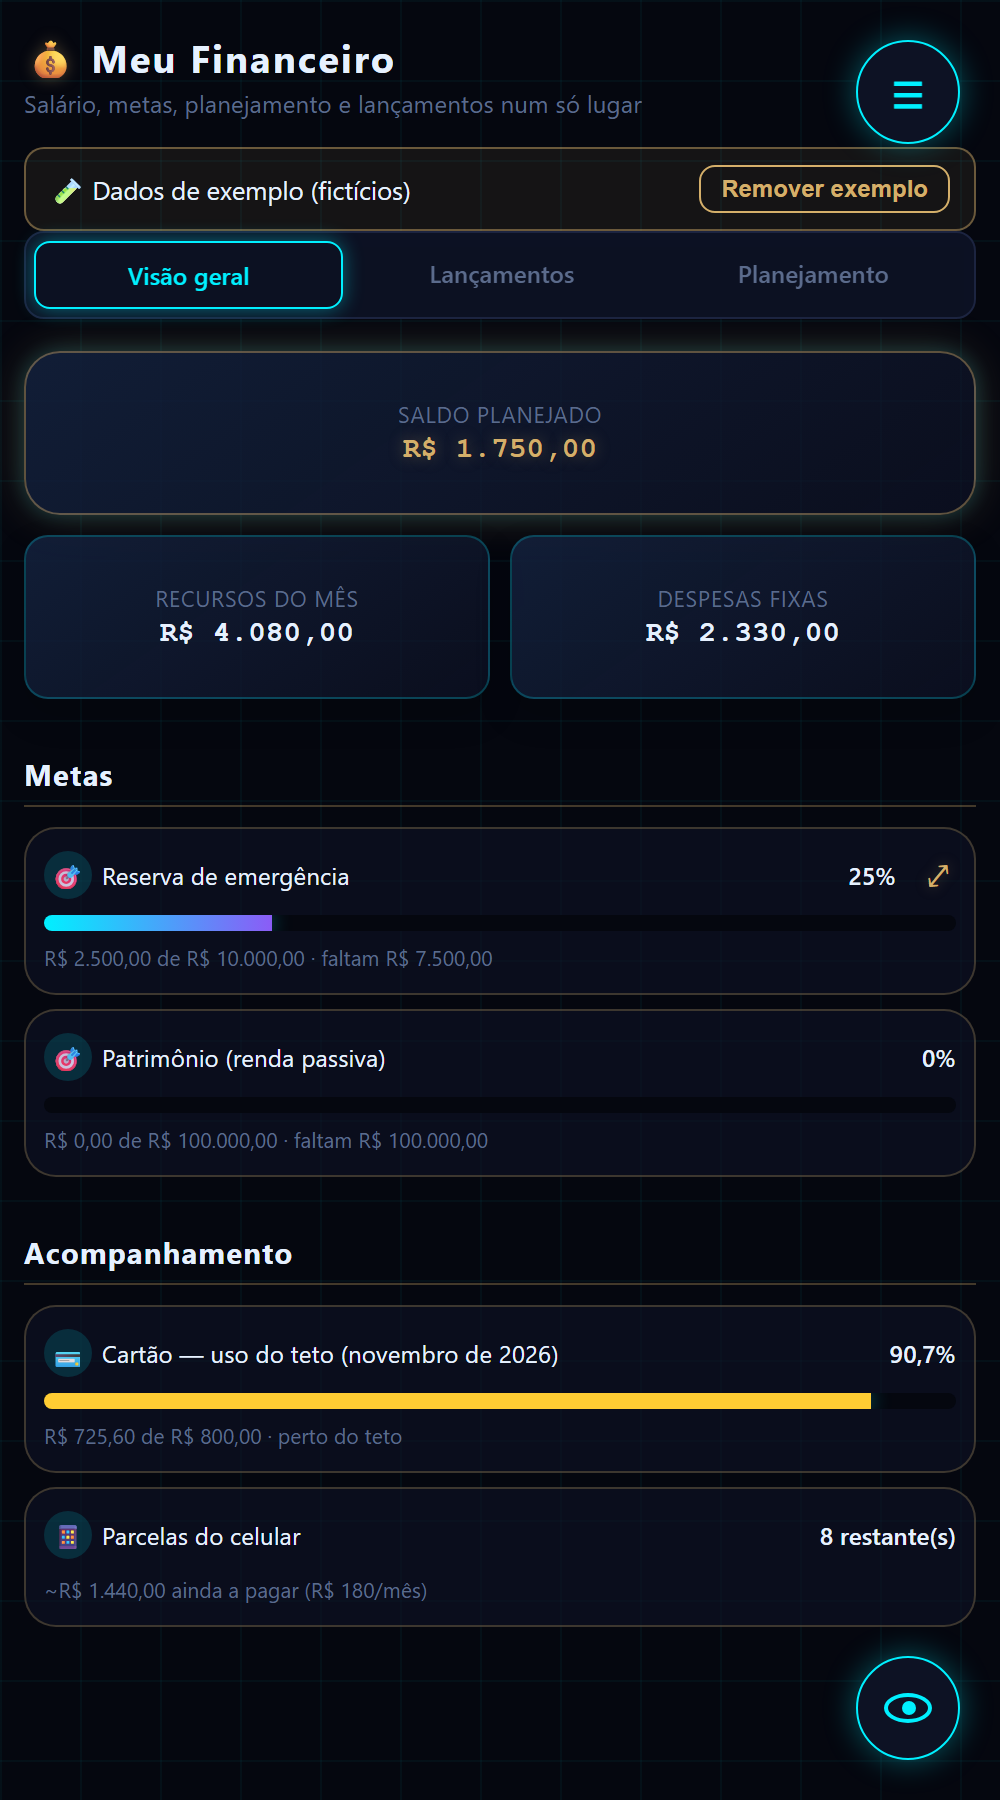 Meu Financeiro
Salário, metas, planejamento e lançamentos num só lugar
Dados de exemplo (fictícios)
Remover exemplo
Visão geral
Lançamentos
Planejamento
SALDO PLANEJADO
R$ 1.750,00
RECURSOS DO MÊS
R$ 4.080,00
DESPESAS FIXAS
R$ 2.330,00
Metas
Reserva de emergência
25%
R$ 2.500,00 de R$ 10.000,00 · faltam R$ 7.500,00
Patrimônio (renda passiva)
0%
R$ 0,00 de R$ 100.000,00 · faltam R$ 100.000,00
Acompanhamento
Cartão — uso do teto (novembro de 2026)
90,7%
R$ 725,60 de R$ 800,00 · perto do teto
Parcelas do celular
8 restante(s)
~R$ 1.440,00 ainda a pagar (R$ 180/mês)